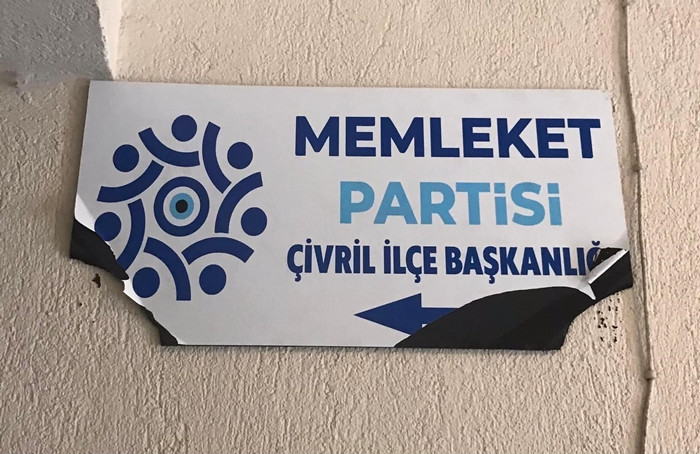 MEMLEKET
PARTiSi
ÇİVRİL İLÇE BAŞKANLIĞ